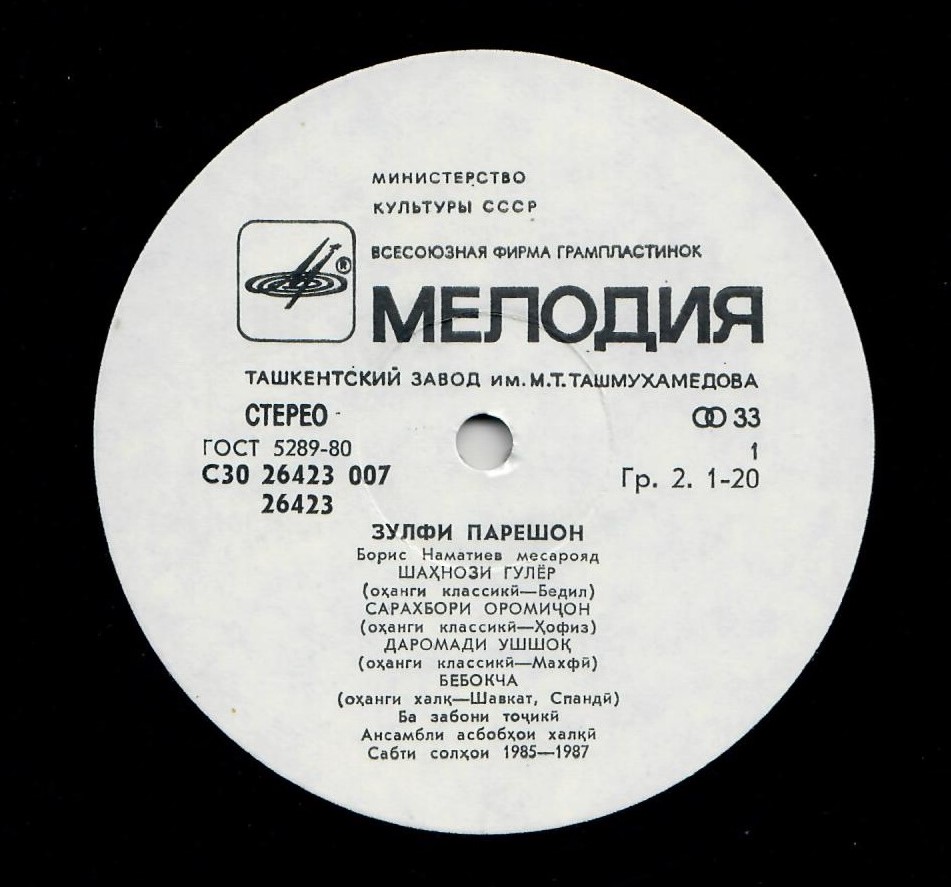 МИНИСТЕРСТВО
КУЛЬТУРЫ СССР
ВСЕСОЮЗНАЯ ФИРМА ГРАМПЛАСТИНОК
®
МЕЛОДИЯ
ТАШКЕНТСКИЙ ЗАВОД ИМ. М.Т. ТАШМУХАМЕДОВА
СТЕРЕО
33
ГОСТ 5289-80
1
С30 26423 007
Гр. 2. 1-20
26423
ЗУЛФИ ПАРЕШОН
Борис Наматиев месарояд
ШАҲНОЗИ ГУЛЁР
(оҳанги классикӣ—Бедил)
САРАХБОРИ ОРОМИҶОН
(оҳанги классикӣ—Ҳофиз)
ДАРОМАДИ УШШОҚ
(оҳанги классикӣ—Махфӣ)
БЕБОКЧА
(оҳанги халқ—Шавкат, Спандӣ)
Ба забони тоҷикӣ
Ансамбли асбобҳои халқӣ
Сабти солҳои 1985—1987